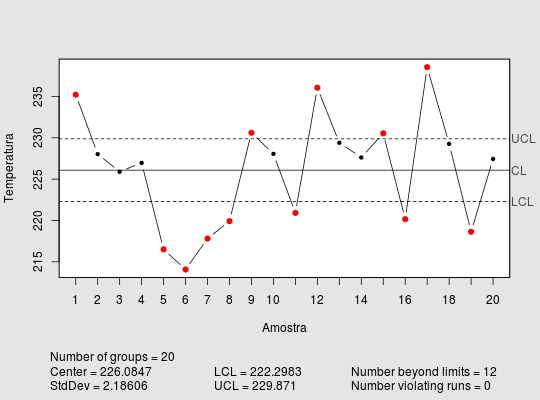 Temperatura
235
230
225
220
215
UCL
CL
LCL
1 2 3 4 5 6 7 8 9 10 12 14 16 18 20
Amostra
Number of groups = 20
Center = 226.0847 LCL = 222.2983 Number beyond limits = 12
StdDev = 2.18606 UCL = 229.871 Number violating runs = 0